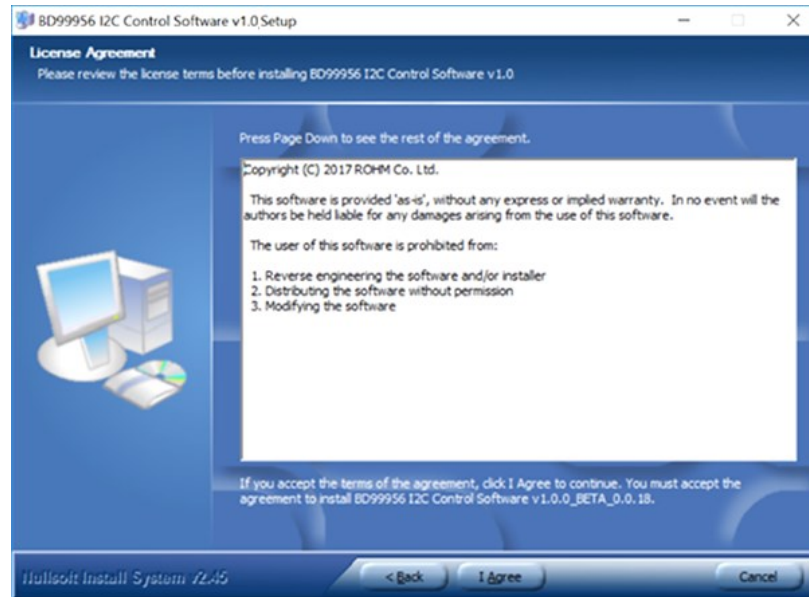 BD99956 I2C Control Software v1.0 Setup
License Agreement
Please review the license terms before installing BD99956 I2C Control Software v1.0
Press Page Down to see the rest of the agreement.
Copyright (C) 2017 ROHM Co. Ltd.
This software is provided 'as-is', without any express or implied warranty. In no event will the
authors be held liable for any damages arising from the use of this software.
The user of this software is prohibited from:
1. Reverse engineering the software and/or installer
2. Distributing the software without permission
3. Modifying the software
If you accept the terms of the agreement, click I Agree to continue. You must accept the
agreement to install BD99956 I2C Control Software v1.0.0_BETA_0.0.18.
Nullsoft Install System v2.45
< Back I Agree Cancel